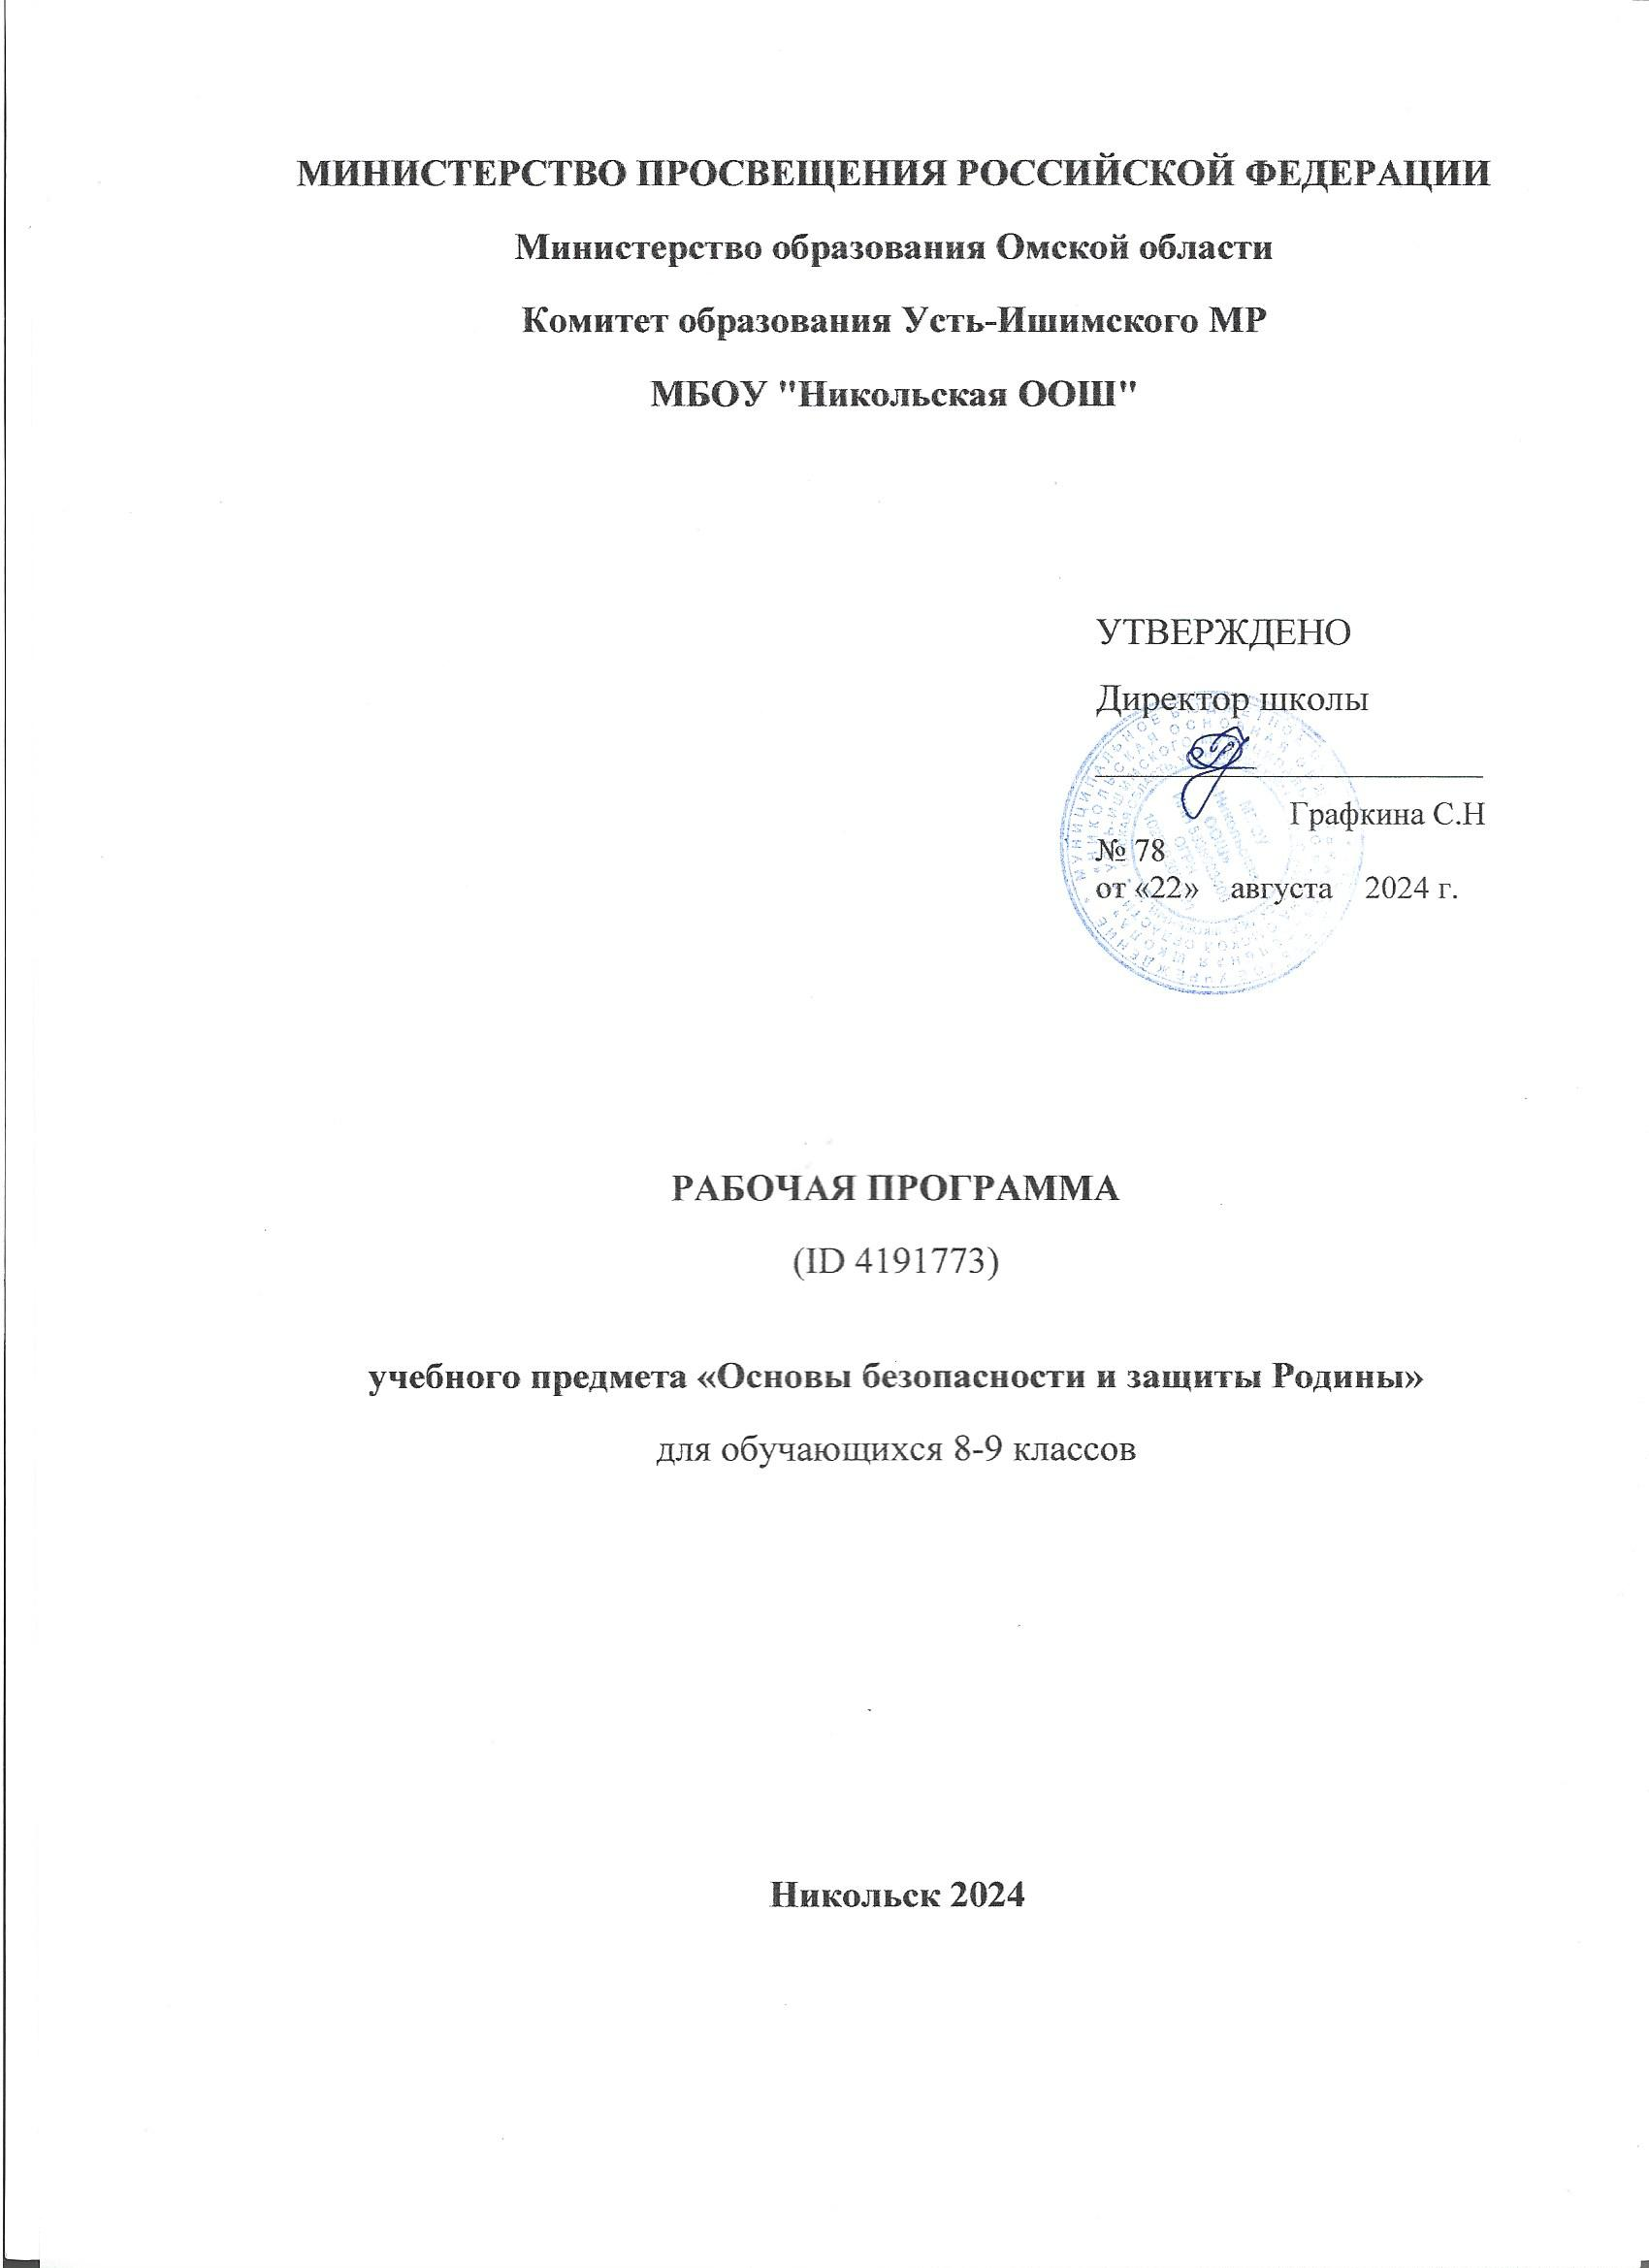 МИНИСТЕРСТВО ПРОСВЕЩЕНИЯ РОССИЙСКОЙ ФЕДЕРАЦИИ
Министерство образования Омской области
Комитет образования Усть-Ишимского МР
МБОУ "Никольская ООШ"
УТВЕРЖДЕНО
Директор школы
Графкина С.Н
№ 78
от «22» августа 2024 г.
РАБОЧАЯ ПРОГРАММА
(ID 4191773)
учебного предмета «Основы безопасности и защиты Родины»
для обучающихся 8-9 классов
Никольск 2024